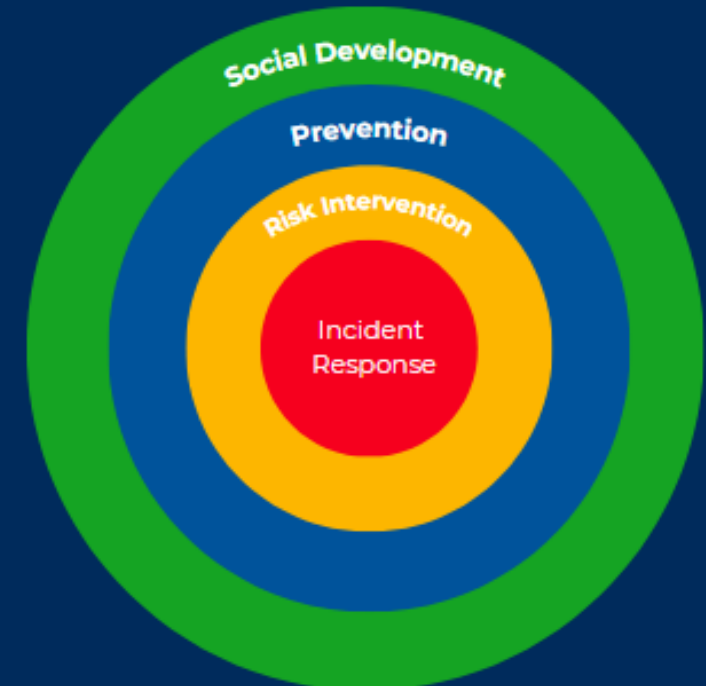 Social Development
Prevention
Risk Intervention
Incident
Response